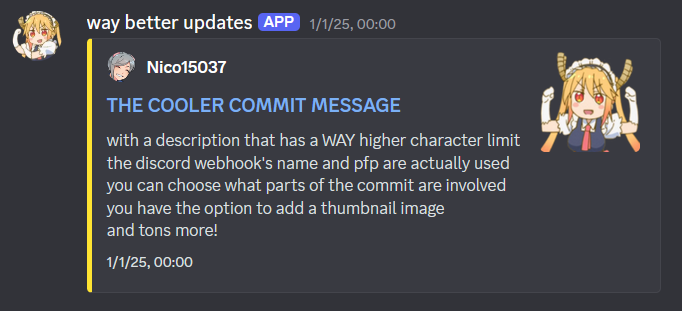 way better updates APP 1/1/25, 00:00
Nico15037
THE COOLER COMMIT MESSAGE
with a description that has a WAY higher character limit
the discord webhook's name and pfp are actually used
you can choose what parts of the commit are involved
you have the option to add a thumbnail image
and tons more!
1/1/25, 00:00